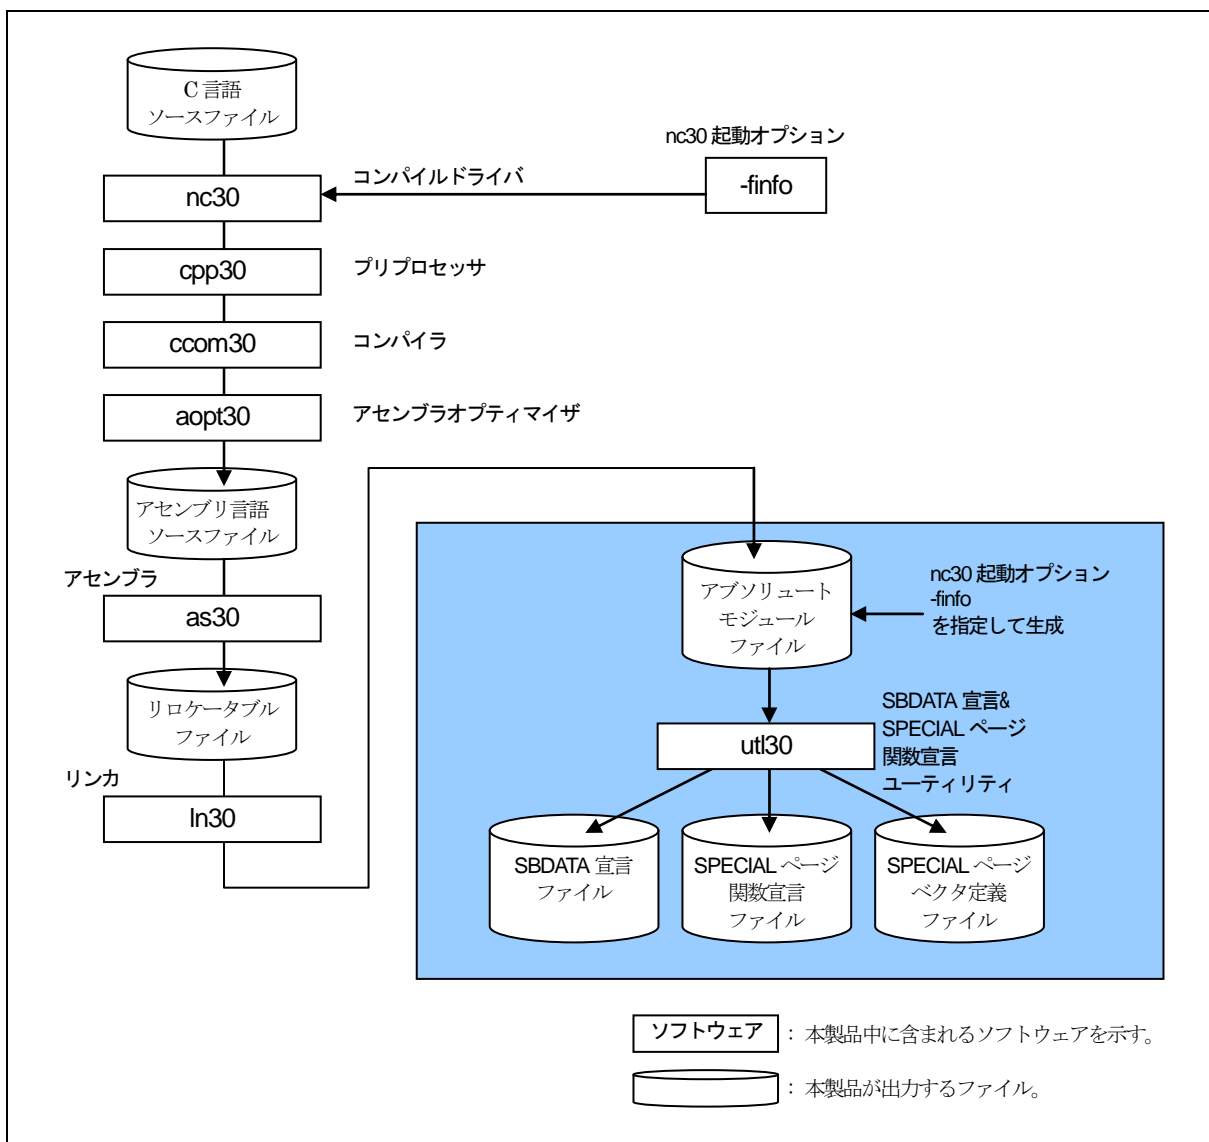 C 言語
ソースファイル
nc30 起動オプション
コンパイルドライバ
-finfo
nc30
cpp30
プリプロセッサ
ccom30
コンパイラ
aopt30
アセンブラオプティマイザ
アセンブリ言語
ソースファイル
アセンブラ
as30
リロケータブル
ファイル
リンカ
ln30
アブソリュート
モジュール
ファイル
nc30 起動オプション
-finfo
を指定して生成
utl30
SBDATA 宣言&
SPECIAL ページ
関数宣言
ユーティリティ
SBDATA 宣言
ファイル
SPECIAL ページ
関数宣言
ファイル
SPECIAL ページ
ベクタ定義
ファイル
ソフトウェア : 本製品中に含まれるソフトウェアを示す。
: 本製品が出力するファイル。